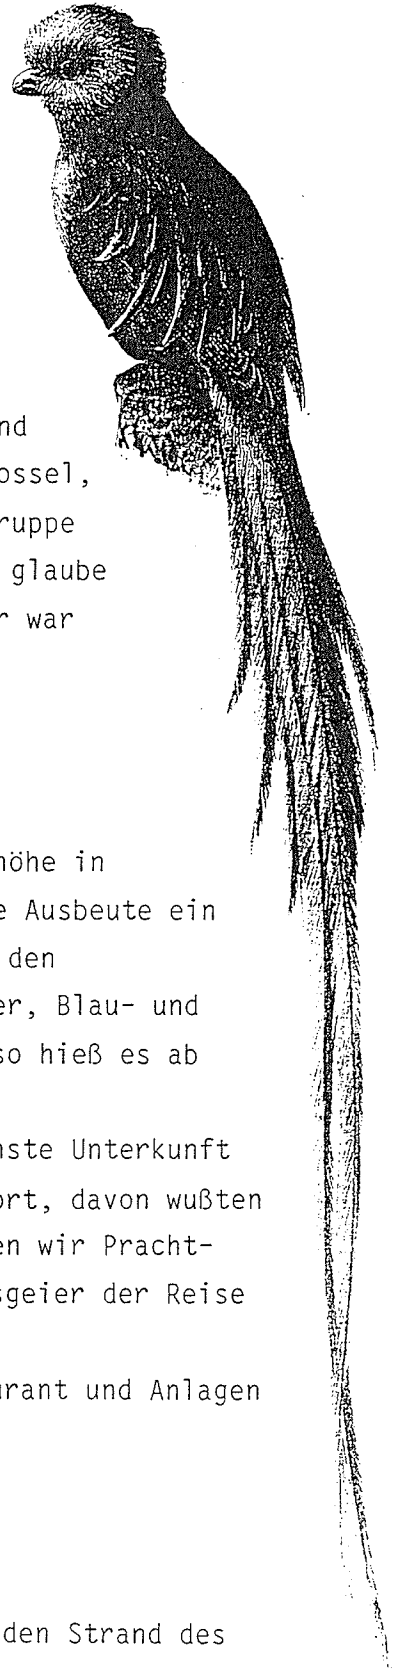 nd
ossel,
ruppe
glaube
r war
höhe in
e Ausbeute ein
den
er, Blau- und
so hieß es ab
nste Unterkunft
ort, davon wußten
en wir Pracht-
sgeier der Reise
urant und Anlagen
den Strand des